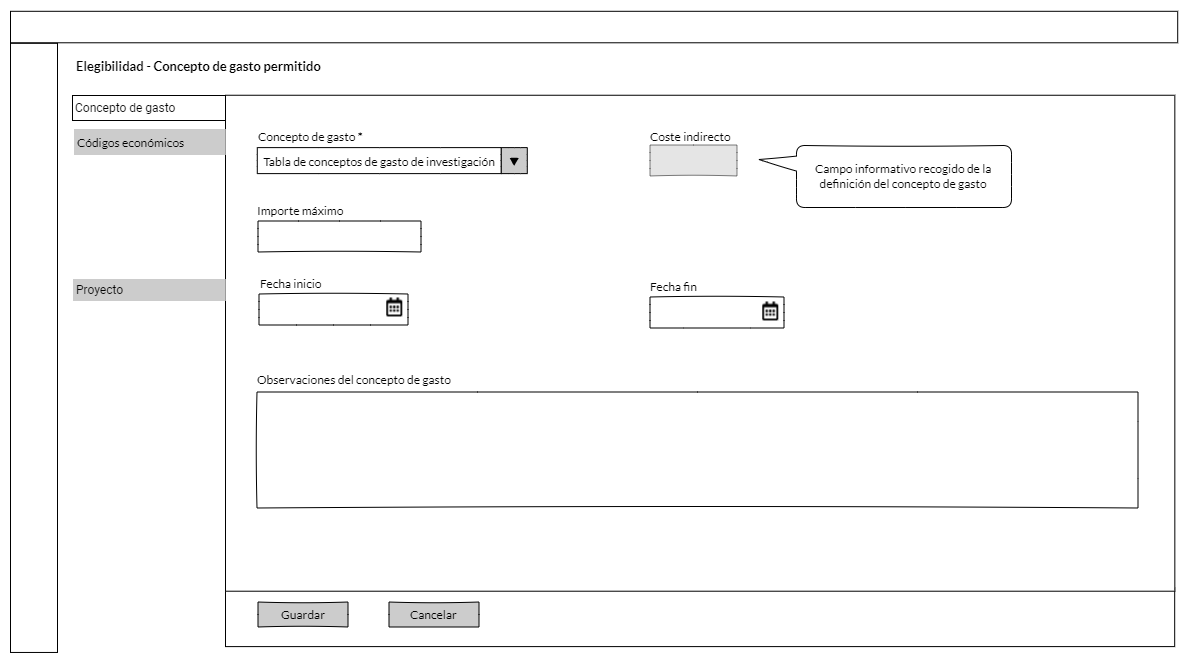 Elegibilidad - Concepto de gasto permitido
Concepto de gasto
Códigos económicos
Proyecto
Concepto de gasto *
Tabla de conceptos de gasto de investigación
Coste indirecto
Campo informativo recogido de la
definición del concepto de gasto
Importe máximo
Fecha inicio
Fecha fin
Observaciones del concepto de gasto
Guardar
Cancelar